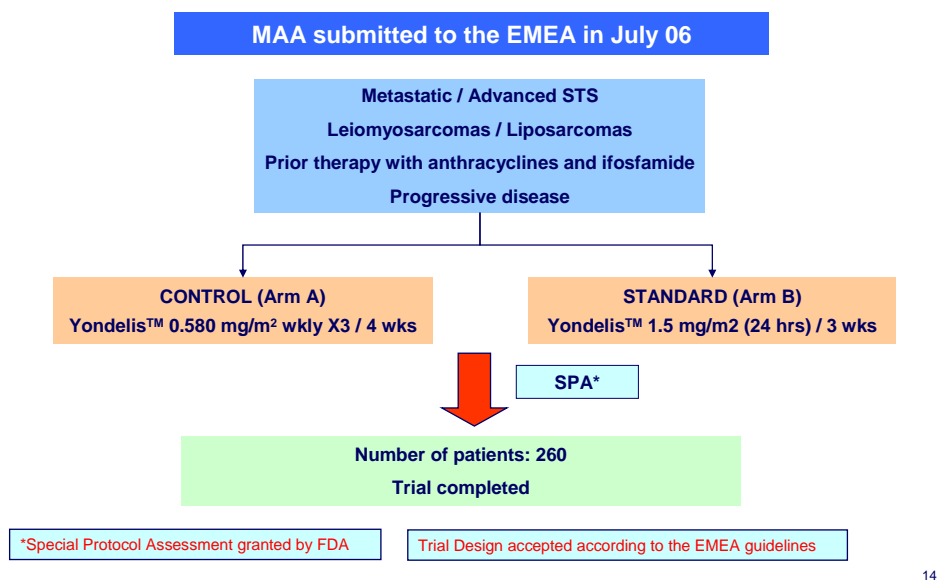 MAA submitted to the EMEA in July 06
Metastatic / Advanced STS
Leiomyosarcomas / Liposarcomas
Prior therapy with anthracyclines and ifosfamide
Progressive disease
CONTROL (Arm A)
Yondelis™ 0.580 mg/m² wkly X3 / 4 wks
STANDARD (Arm B)
Yondelis™ 1.5 mg/m2 (24 hrs) / 3 wks
SPA*
Number of patients: 260
Trial completed
*Special Protocol Assessment granted by FDA
Trial Design accepted according to the EMEA guidelines
14